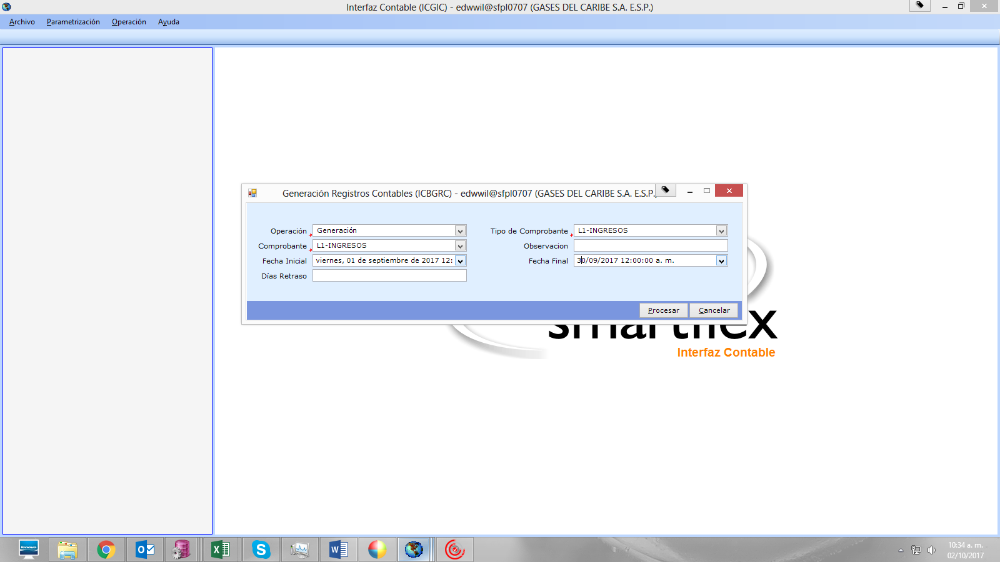 Interfaz Contable (ICGIC) - edwwil@sfpl0707 (GASES DEL CARIBE S.A. E.S.P.)
Archivo Parametrización Operación Ayuda
Generación Registros Contables (ICBGRC) - edwwil@sfpl0707 (GASES DEL CARIBE S.A. E.S.P.)
Operación * Generación Tipo de Comprobante * L1-INGRESOS
Comprobante * L1-INGRESOS Observacion
Fecha Inicial viernes, 01 de septiembre de 2017 12: Fecha Final 30/09/2017 12:00:00 a. m.
Días Retraso
Procesar Cancelar
smartflex
Interfaz Contable
lenovo
10:34 a. m.
02/10/2017